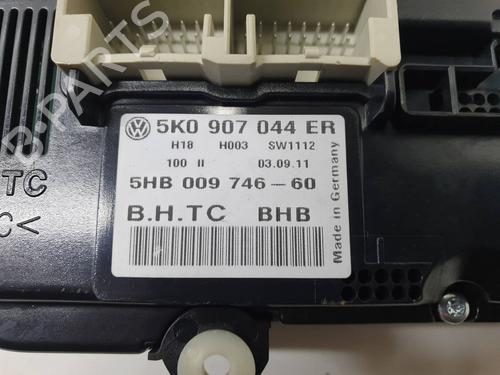 VW 5K0 907 044 ER
H18 H003 SW1112
100 II 03.09.11
5HB 009 746-60
B.H.TC BHB
Made in Germany
TC
C<
B-PARTS